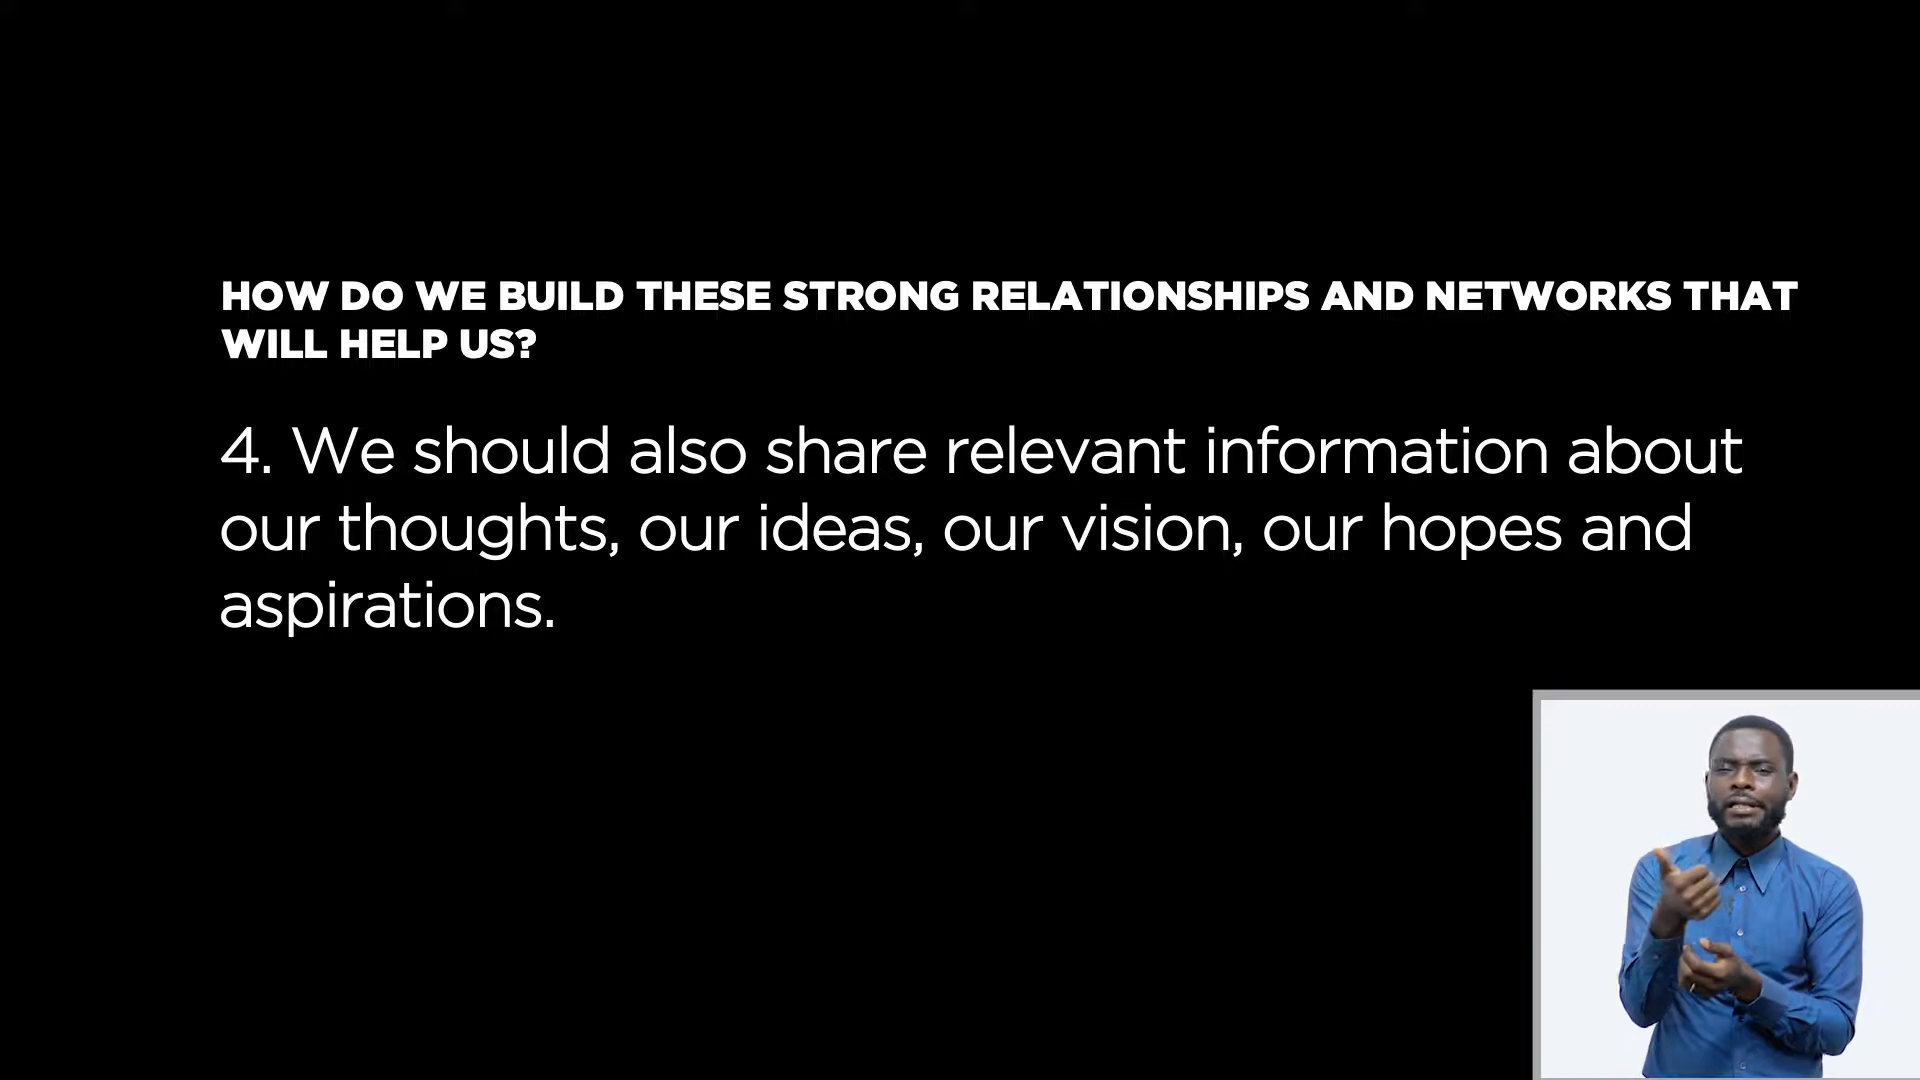 HOW DO WE BUILD THESE STRONG RELATIONSHIPS AND NETWORKS THAT
WILL HELP US?
4. We should also share relevant information about
our thoughts, our ideas, our vision, our hopes and
aspirations.